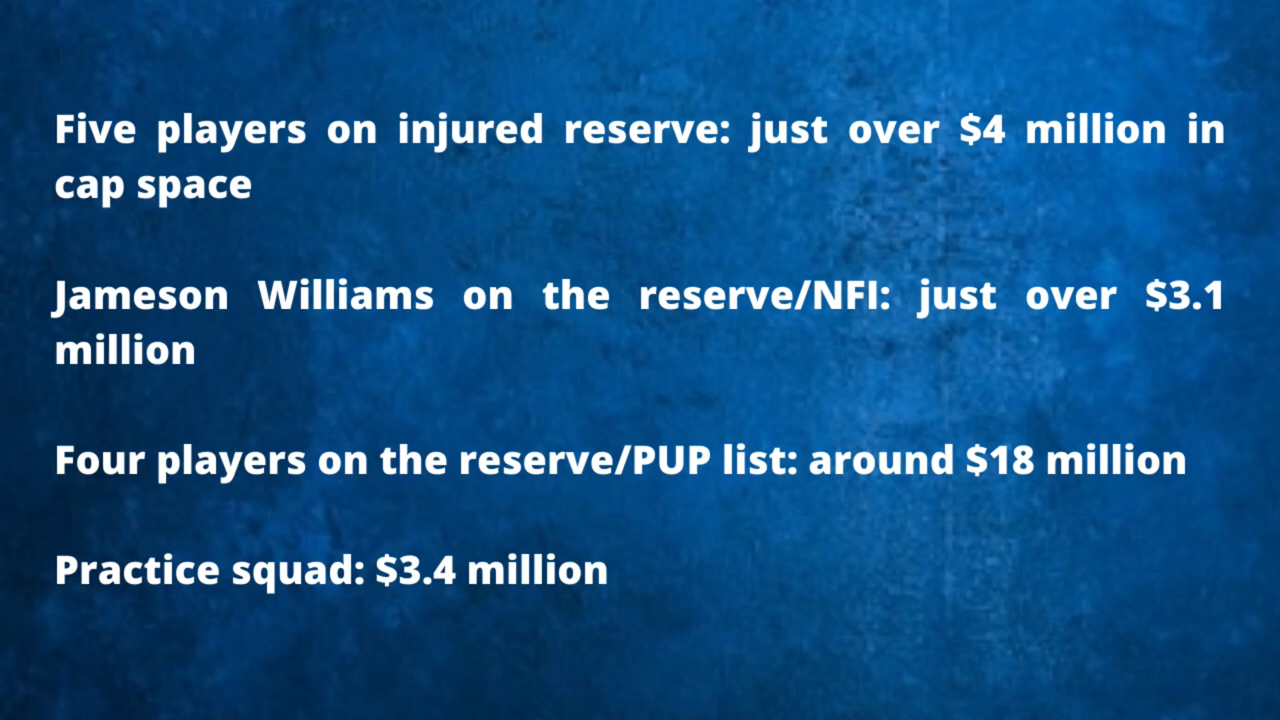 Five players on injured reserve: just over $4 million in
cap space
Jameson Williams on the reserve/NFI: just over $3.1
million
Four players on the reserve/PUP list: around $18 million
Practice squad: $3.4 million